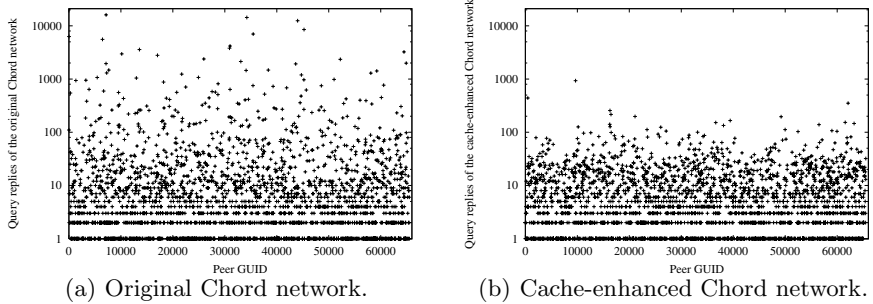 Query replies of the original Chord network
10000
1000
100
10
1
0 10000 20000 30000 40000 50000 60000
Peer GUID
(a) Original Chord network.
Query replies of the cache-enhanced Chord network
10000
1000
100
10
1
0 10000 20000 30000 40000 50000 60000
Peer GUID
(b) Cache-enhanced Chord network.